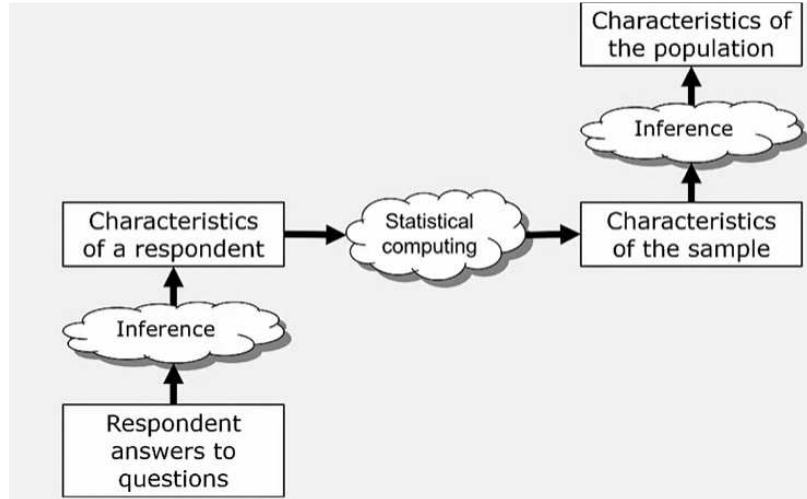 Characteristics of
the population
Inference
Characteristics
of a respondent
Statistical
computing
Characteristics
of the sample
Inference
Respondent
answers to
questions